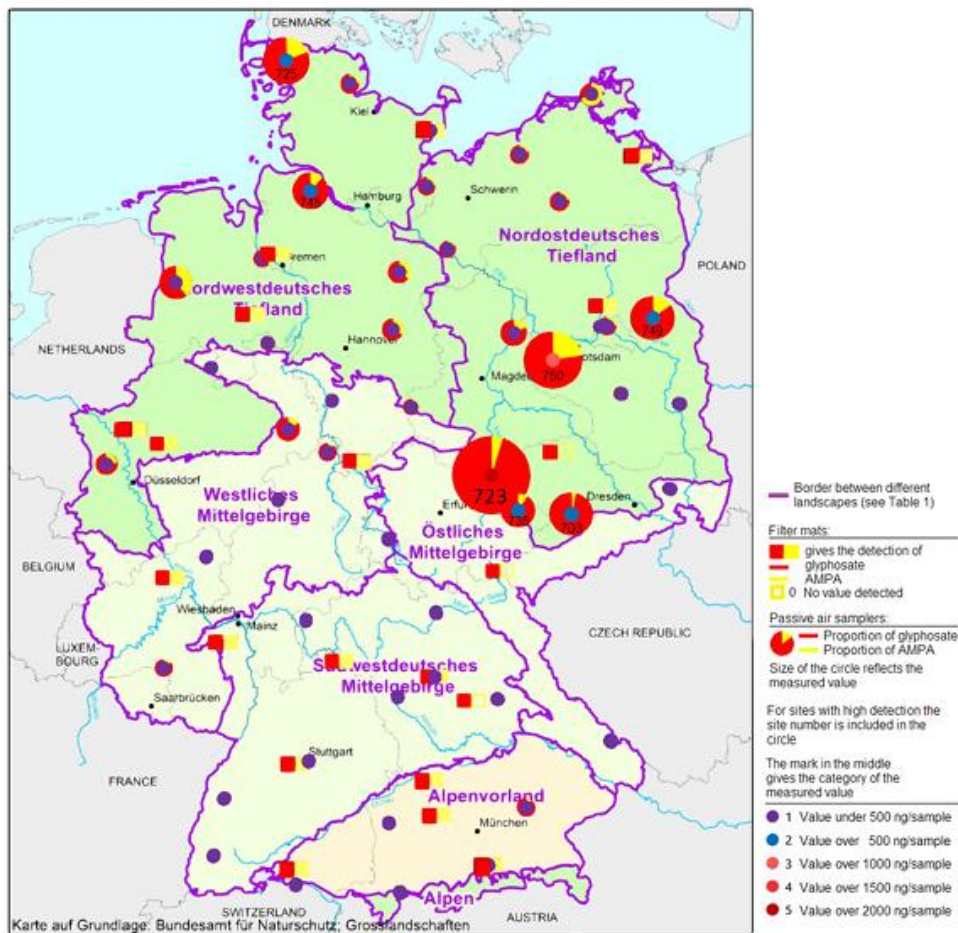 DENMARK
725
Kiel
Hamburg
Schwerin
745
Nordostdeutsches
Tiefland
POLAND
Bremen
Nordwestdeutsches
Tiefland
749
NETHERLANDS
Hannover
Potsdam
750
Magdeb
Düsseldorf
723
Dresden
Westliches
Mittelgebirge
Erfurt
735
703
Östliches
Mittelgebirge
BELGIUM
Wiesbaden
Mainz
CZECH REPUBLIC
LUXEM-
BOURG
Südwestdeutsches
Mittelgebirge
Saarbrücken
Stuttgart
FRANCE
Alpenvorland
München
Alpen
SWITZERLAND
AUSTRIA
Karte auf Grundlage: Bundesamt für Naturschutz; Grosslandschaften
Border between different
landscapes (see Table 1)
Filter mats:
gives the detection of
glyphosate
AMPA
0 No value detected
Passive air samplers:
Proportion of glyphosate
Proportion of AMPA
Size of the circle reflects the
measured value
For sites with high detection the
site number is included in the
circle
The mark in the middle
gives the category of the
measured value
1 Value under 500 ng/sample
2 Value over 500 ng/sample
3 Value over 1000 ng/sample
4 Value over 1500 ng/sample
5 Value over 2000 ng/sample